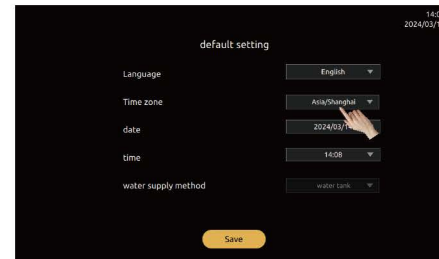 default setting
Language
English
Time zone
Asia/Shanghai
date
time
14:08
water supply method
water tank
Save